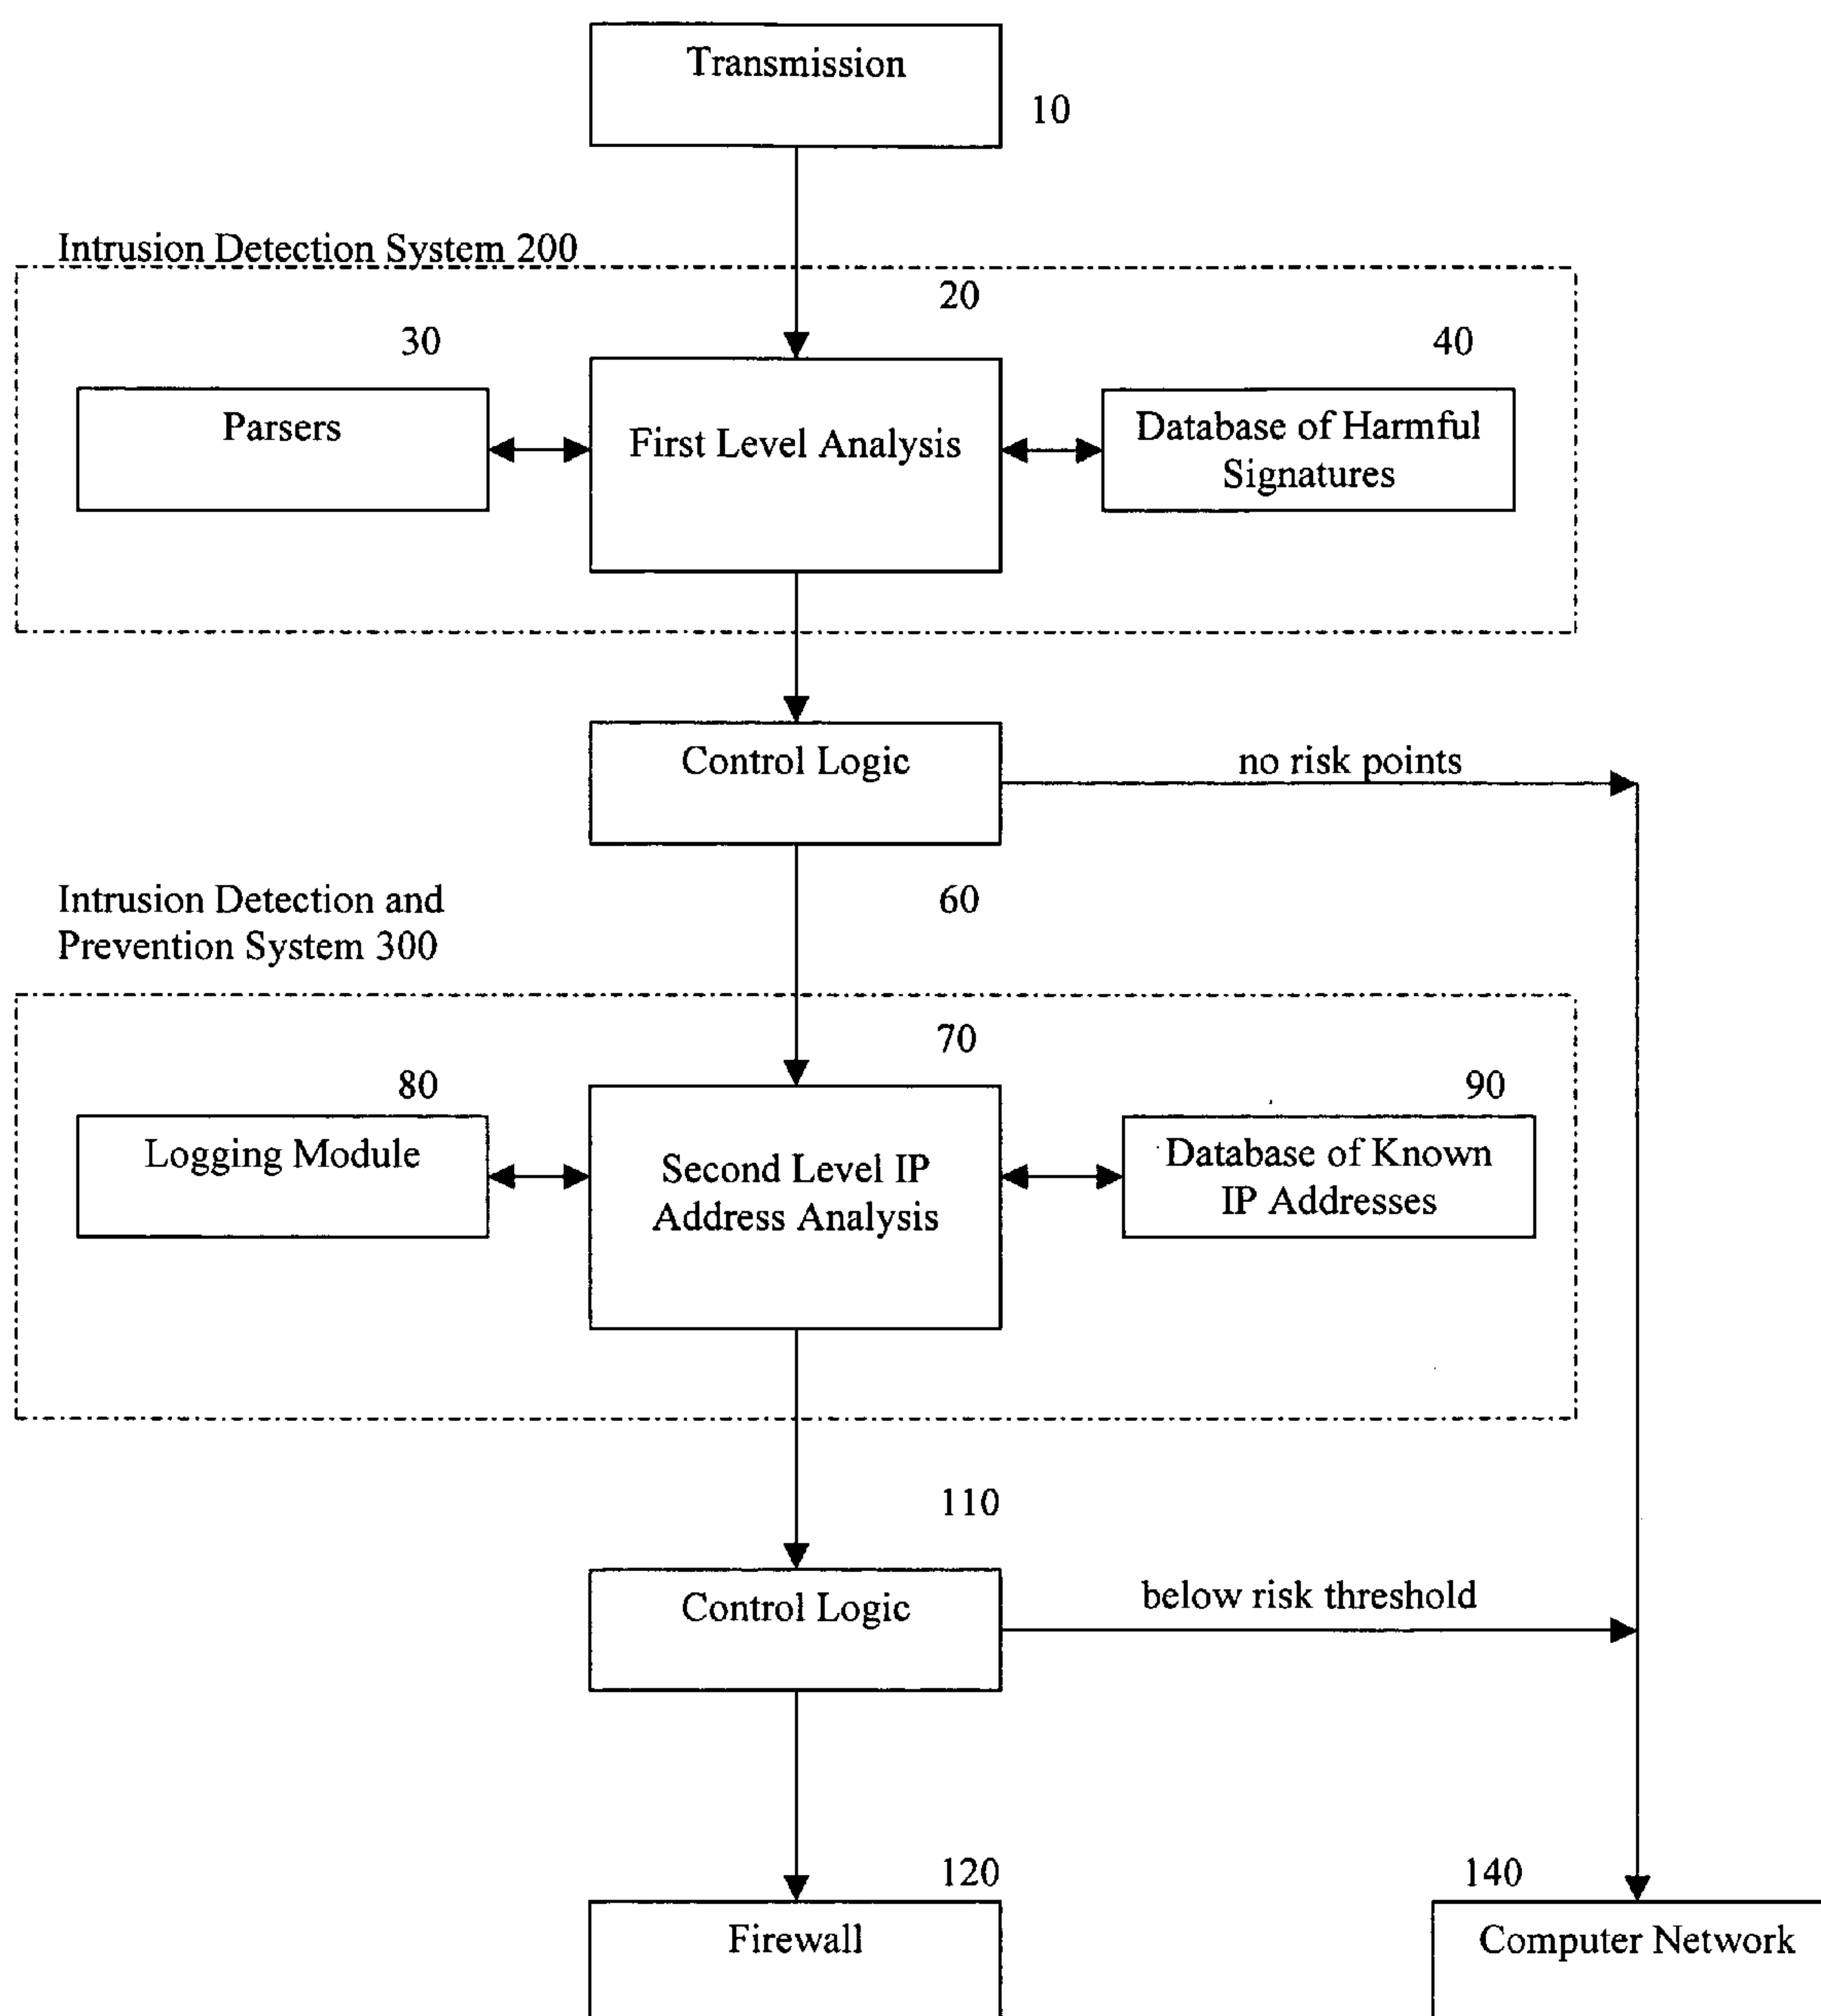 Transmission
10
Intrusion Detection System 200
20
30
40
Parsers
First Level Analysis
Database of Harmful
Signatures
Control Logic
no risk points
60
Intrusion Detection and
Prevention System 300
70
80
90
Logging Module
Second Level IP
Address Analysis
Database of Known
IP Addresses
110
Control Logic
below risk threshold
120
140
Firewall
Computer Network